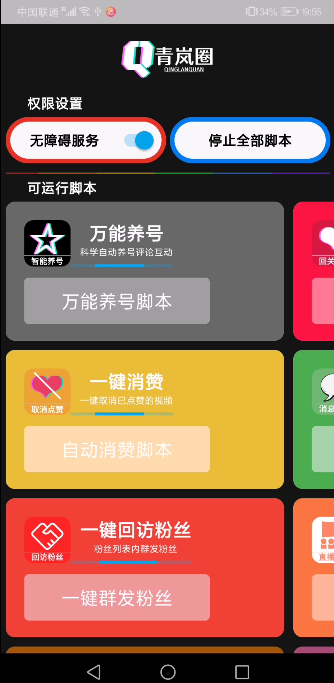 中国联通
34%
19:55
青岚圈
QINGLANQUAN
权限设置
无障碍服务
停止全部脚本
可运行脚本
智能养号
万能养号
科学自动养号评论互动
万能养号脚本
回关
取消点赞
一键消赞
一键取消已点赞的视频
自动消赞脚本
消息
回访粉丝
一键回访粉丝
粉丝列表内群发粉丝
一键群发粉丝
直播